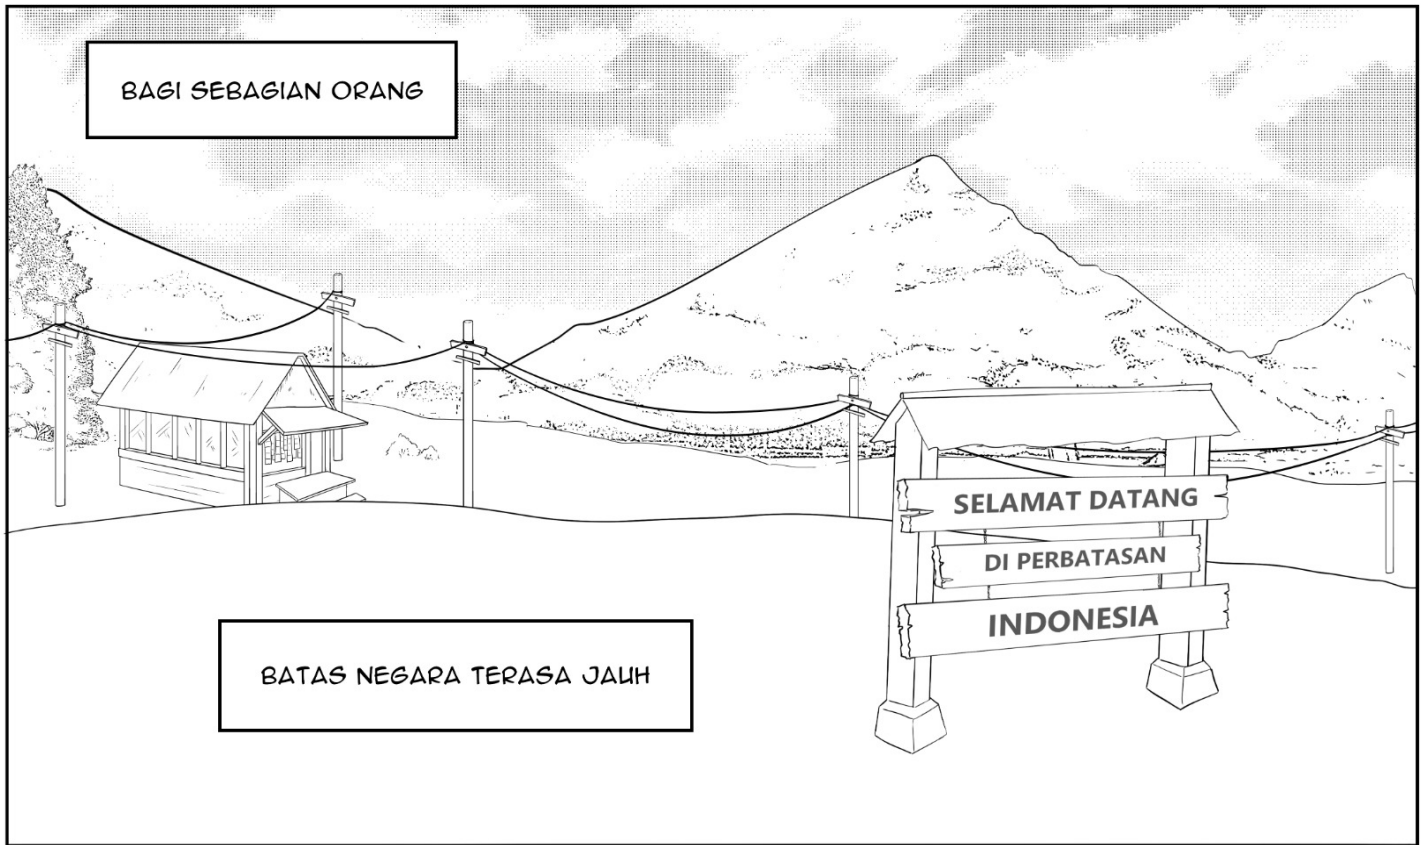 BAGI SEBAGIAN ORANG
SELAMAT DATANG
DI PERBATASAN
INDONESIA
BATAS NEGARA TERASA JAUH